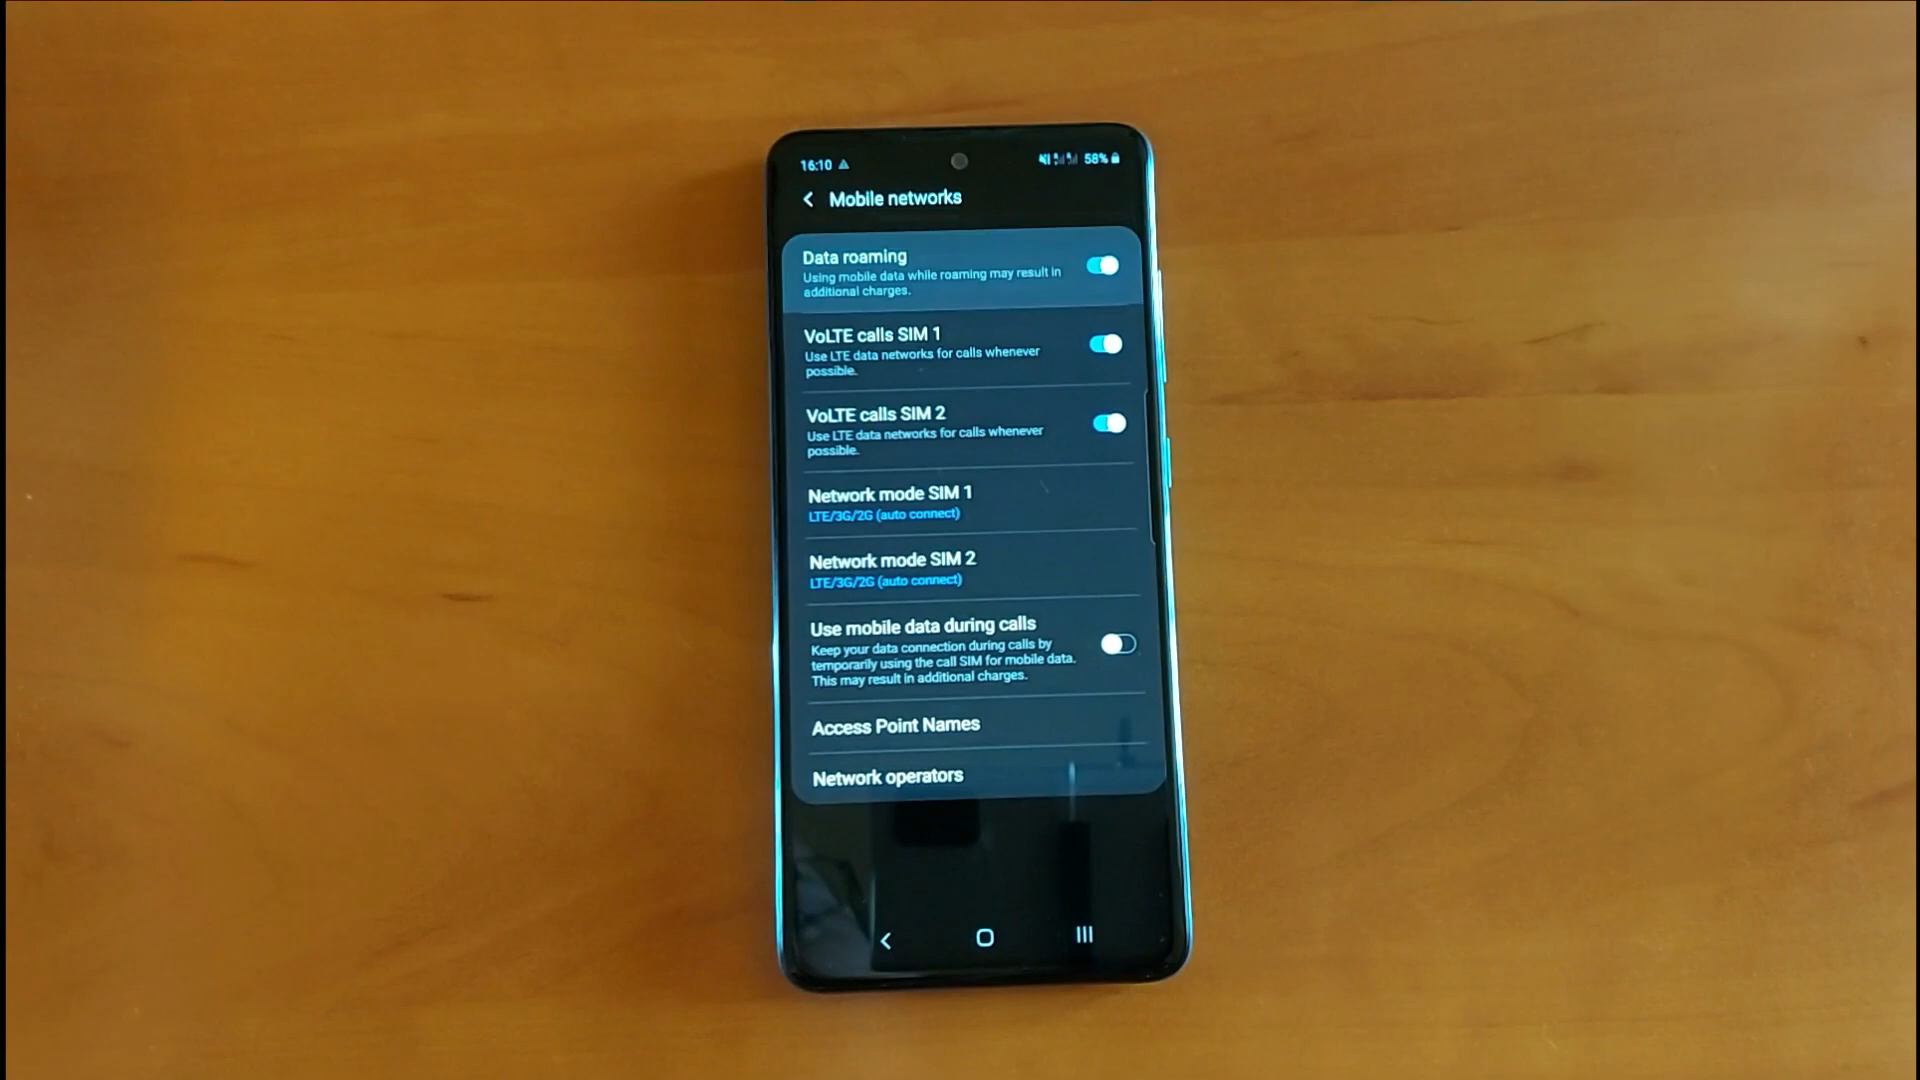 16:10
58%
Mobile networks
Data roaming
Using mobile data while roaming may result in
additional charges.
VoLTE calls SIM 1
Use LTE data networks for calls whenever
possible.
VoLTE calls SIM 2
Use LTE data networks for calls whenever
possible.
Network mode SIM 1
LTE/3G/2G (auto connect)
Network mode SIM 2
LTE/3G/2G (auto connect)
Use mobile data during calls
Keep your data connection during calls by
temporarily using the call SIM for mobile data.
This may result in additional charges.
Access Point Names
Network operators